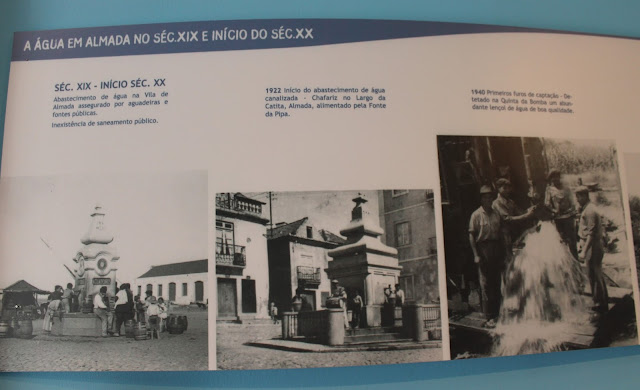 A ÁGUA EM ALMADA NO SÉC.XIX E INÍCIO DO SÉC.XX
SÉC. XIX - INÍCIO SÉC. XX
Abastecimento de água na Vila de
Almada assegurado por aguadeiras e
fontes públicas.
Inexistência de saneamento público.
1922 Início do abastecimento de água
canalizada - Chafariz no Largo da
Catita, Almada, alimentado pela Fonte
da Pipa.
1940 Primeiros furos de captação - De-
tetado na Quinta da Bomba um abun-
dante lençol de água de boa qualidade.